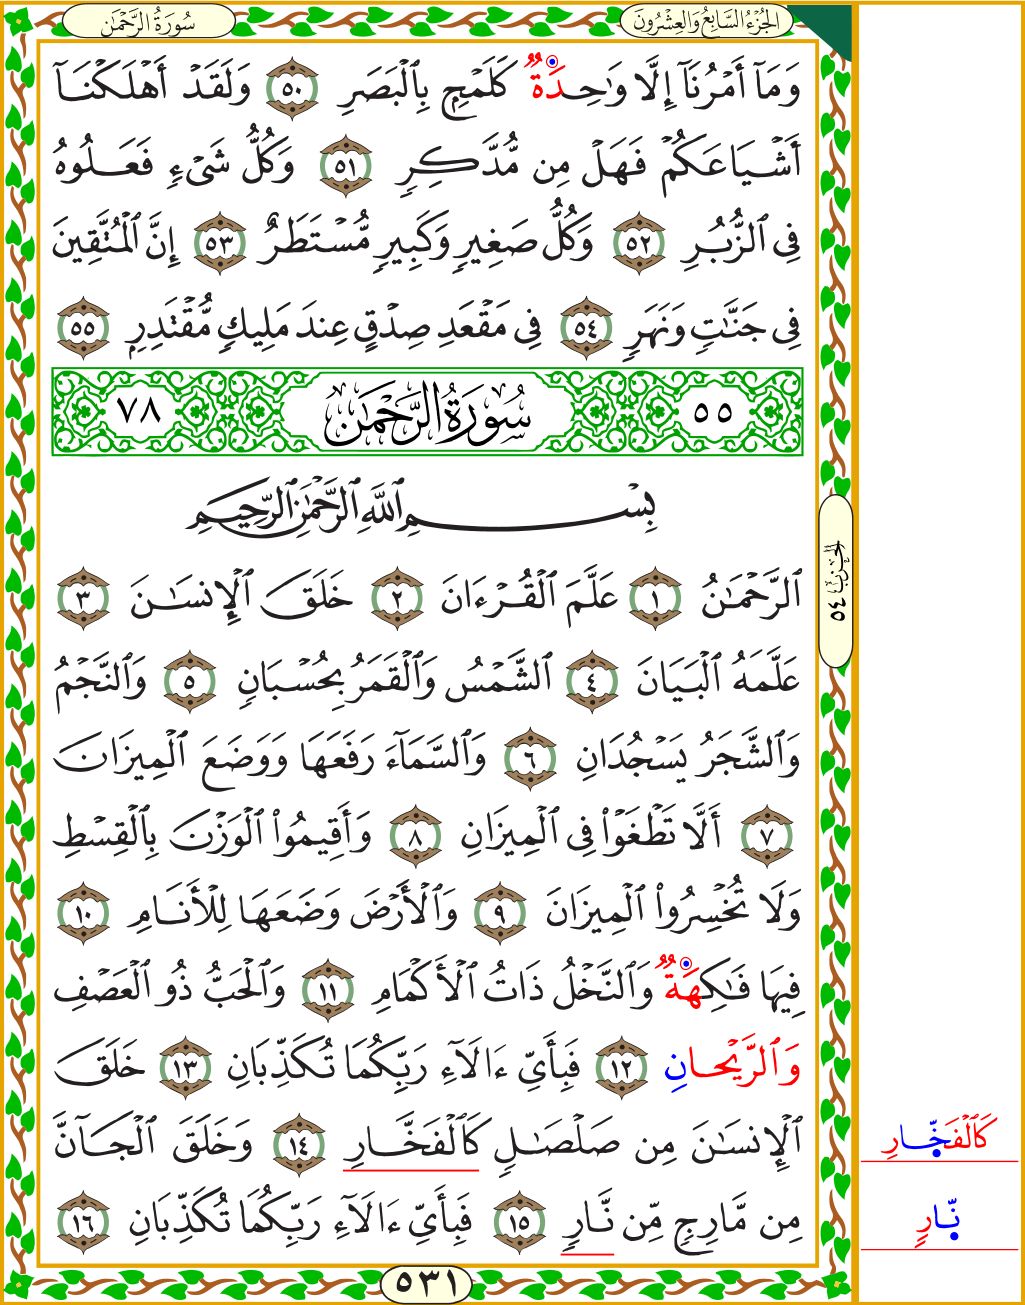 سُورَةُ الرَّحْمَٰن
الجُزْءُ السَّابِعُ وَالعِشْرُونَ
وَمَآ أَمْرُنَآ إِلَّا وَٰحِدَةٌ كَلَمْحٍۭ بِٱلْبَصَرِ ٥٠ وَلَقَدْ أَهْلَكْنَآ
أَشْيَاعَكُمْ فَهَلْ مِن مُّدَّكِرٍ ٥١ وَكُلُّ شَىْءٍ فَعَلُوهُ
فِى ٱلزُّبُرِ ٥٢ وَكُلُّ صَغِيرٍ وَكَبِيرٍ مُّسْتَطَرٌ ٥٣ إِنَّ ٱلْمُتَّقِينَ
فِى جَنَّٰتٍ وَنَهَرٍ ٥٤ فِى مَقْعَدِ صِدْقٍ عِندَ مَلِيكٍ مُّقْتَدِرٍۭ ٥٥
٥٥ سُورَةُ الرَّحْمَٰن ٧٨
بِسْمِ ٱللَّهِ ٱلرَّحْمَٰنِ ٱلرَّحِيمِ
ٱلرَّحْمَٰنُ ١ عَلَّمَ ٱلْقُرْءَانَ ٢ خَلَقَ ٱلْإِنسَٰنَ ٣
عَلَّمَهُ ٱلْبَيَانَ ٤ ٱلشَّمْسُ وَٱلْقَمَرُ بِحُسْبَانٍ ٥ وَٱلنَّجْمُ
وَٱلشَّجَرُ يَسْجُدَانِ ٦ وَٱلسَّمَآءَ رَفَعَهَا وَوَضَعَ ٱلْمِيزَانَ
٧ أَلَّا تَطْغَوْا۟ فِى ٱلْمِيزَانِ ٨ وَأَقِيمُوا۟ ٱلْوَزْنَ بِٱلْقِسْطِ
وَلَا تُخْسِرُوا۟ ٱلْمِيزَانَ ٩ وَٱلْأَرْضَ وَضَعَهَا لِلْأَنَامِ ١٠
فِيهَا فَٰكِهَةٌ وَٱلنَّخْلُ ذَاتُ ٱلْأَكْمَامِ ١١ وَٱلْحَبُّ ذُو ٱلْعَصْفِ
وَٱلرَّيْحَانِ ١٢ فَبِأَىِّ ءَالَآءِ رَبِّكُمَا تُكَذِّبَانِ ١٣ خَلَقَ
ٱلْإِنسَٰنَ مِن صَلْصَٰلٍ كَٱلْفَخَّارِ ١٤ وَخَلَقَ ٱلْجَآنَّ
مِن مَّارِجٍ مِّن نَّارٍ ١٥ فَبِأَىِّ ءَالَآءِ رَبِّكُمَا تُكَذِّبَانِ ١٦
٥٣١
الحِزْبُ ٥٤
كَٱلْفَخِّارِ
نِّارٍ